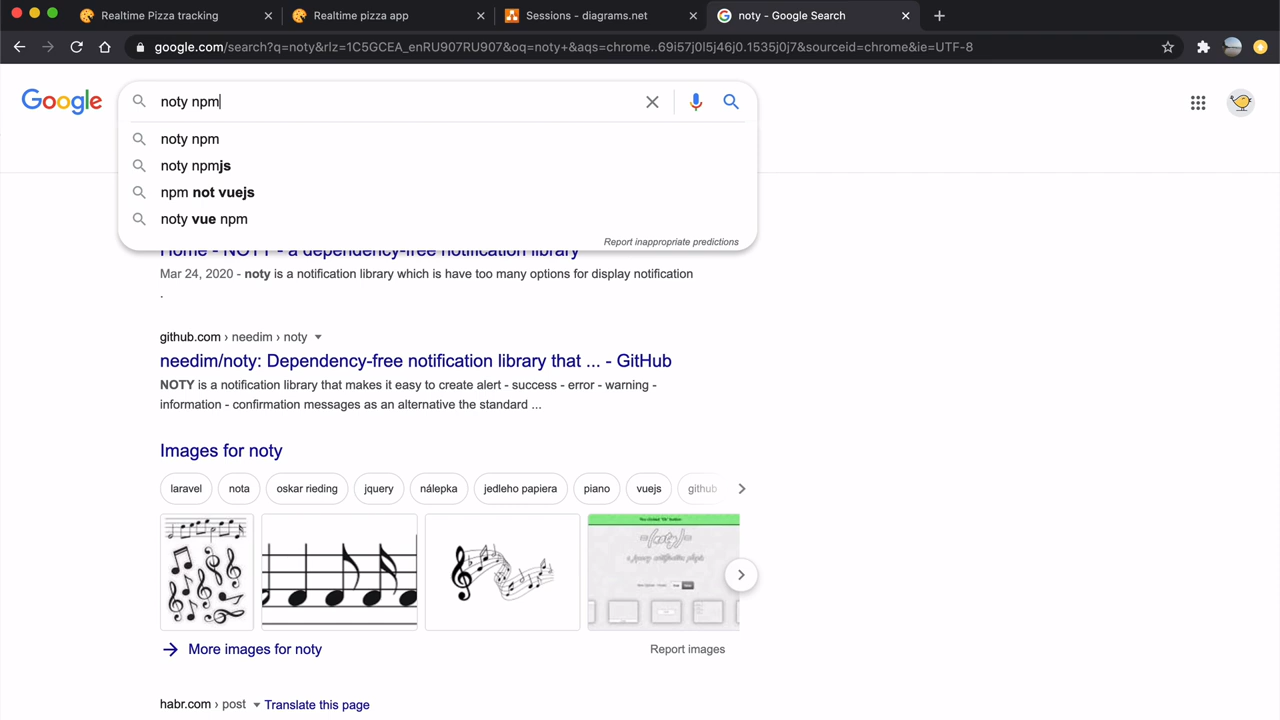 Realtime Pizza tracking
Realtime pizza app
Sessions - diagrams.net
noty - Google Search
google.com/search?q=noty&rlz=1C5GCEA_enRU907RU907&oq=noty+&aqs=chrome..69i57j0l5j46j0.1535j0j7&sourceid=chrome&ie=UTF-8
Google
noty npm
noty npm
noty npmjs
npm not vuejs
noty vue npm
Report inappropriate predictions
Home - NOTY - a dependency-free notification library
Mar 24, 2020 - noty is a notification library which is have too many options for display notification
.
github.com › needim › noty
needim/noty: Dependency-free notification library that ... - GitHub
NOTY is a notification library that makes it easy to create alert - success - error - warning -
information - confirmation messages as an alternative the standard ...
Images for noty
laravel
nota
oskar rieding
jquery
nálepka
jedleho papiera
piano
vuejs
github
More images for noty
Report images
habr.com › post
Translate this page